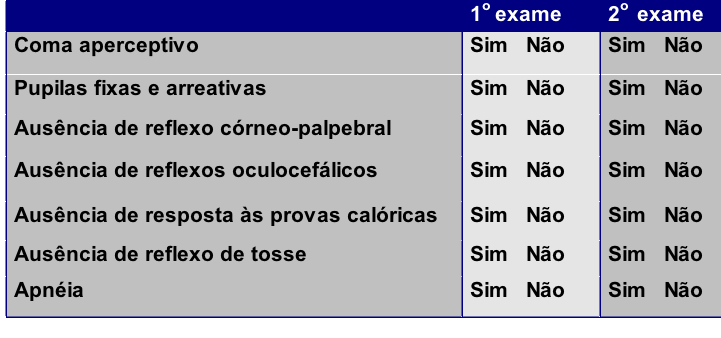 1º exame 2º exame
Coma aperceptivo Sim Não Sim Não
Pupilas fixas e arreativas Sim Não Sim Não
Ausência de reflexo córneo-palpebral Sim Não Sim Não
Ausência de reflexos oculocefálicos Sim Não Sim Não
Ausência de resposta às provas calóricas Sim Não Sim Não
Ausência de reflexo de tosse Sim Não Sim Não
Apnéia Sim Não Sim Não